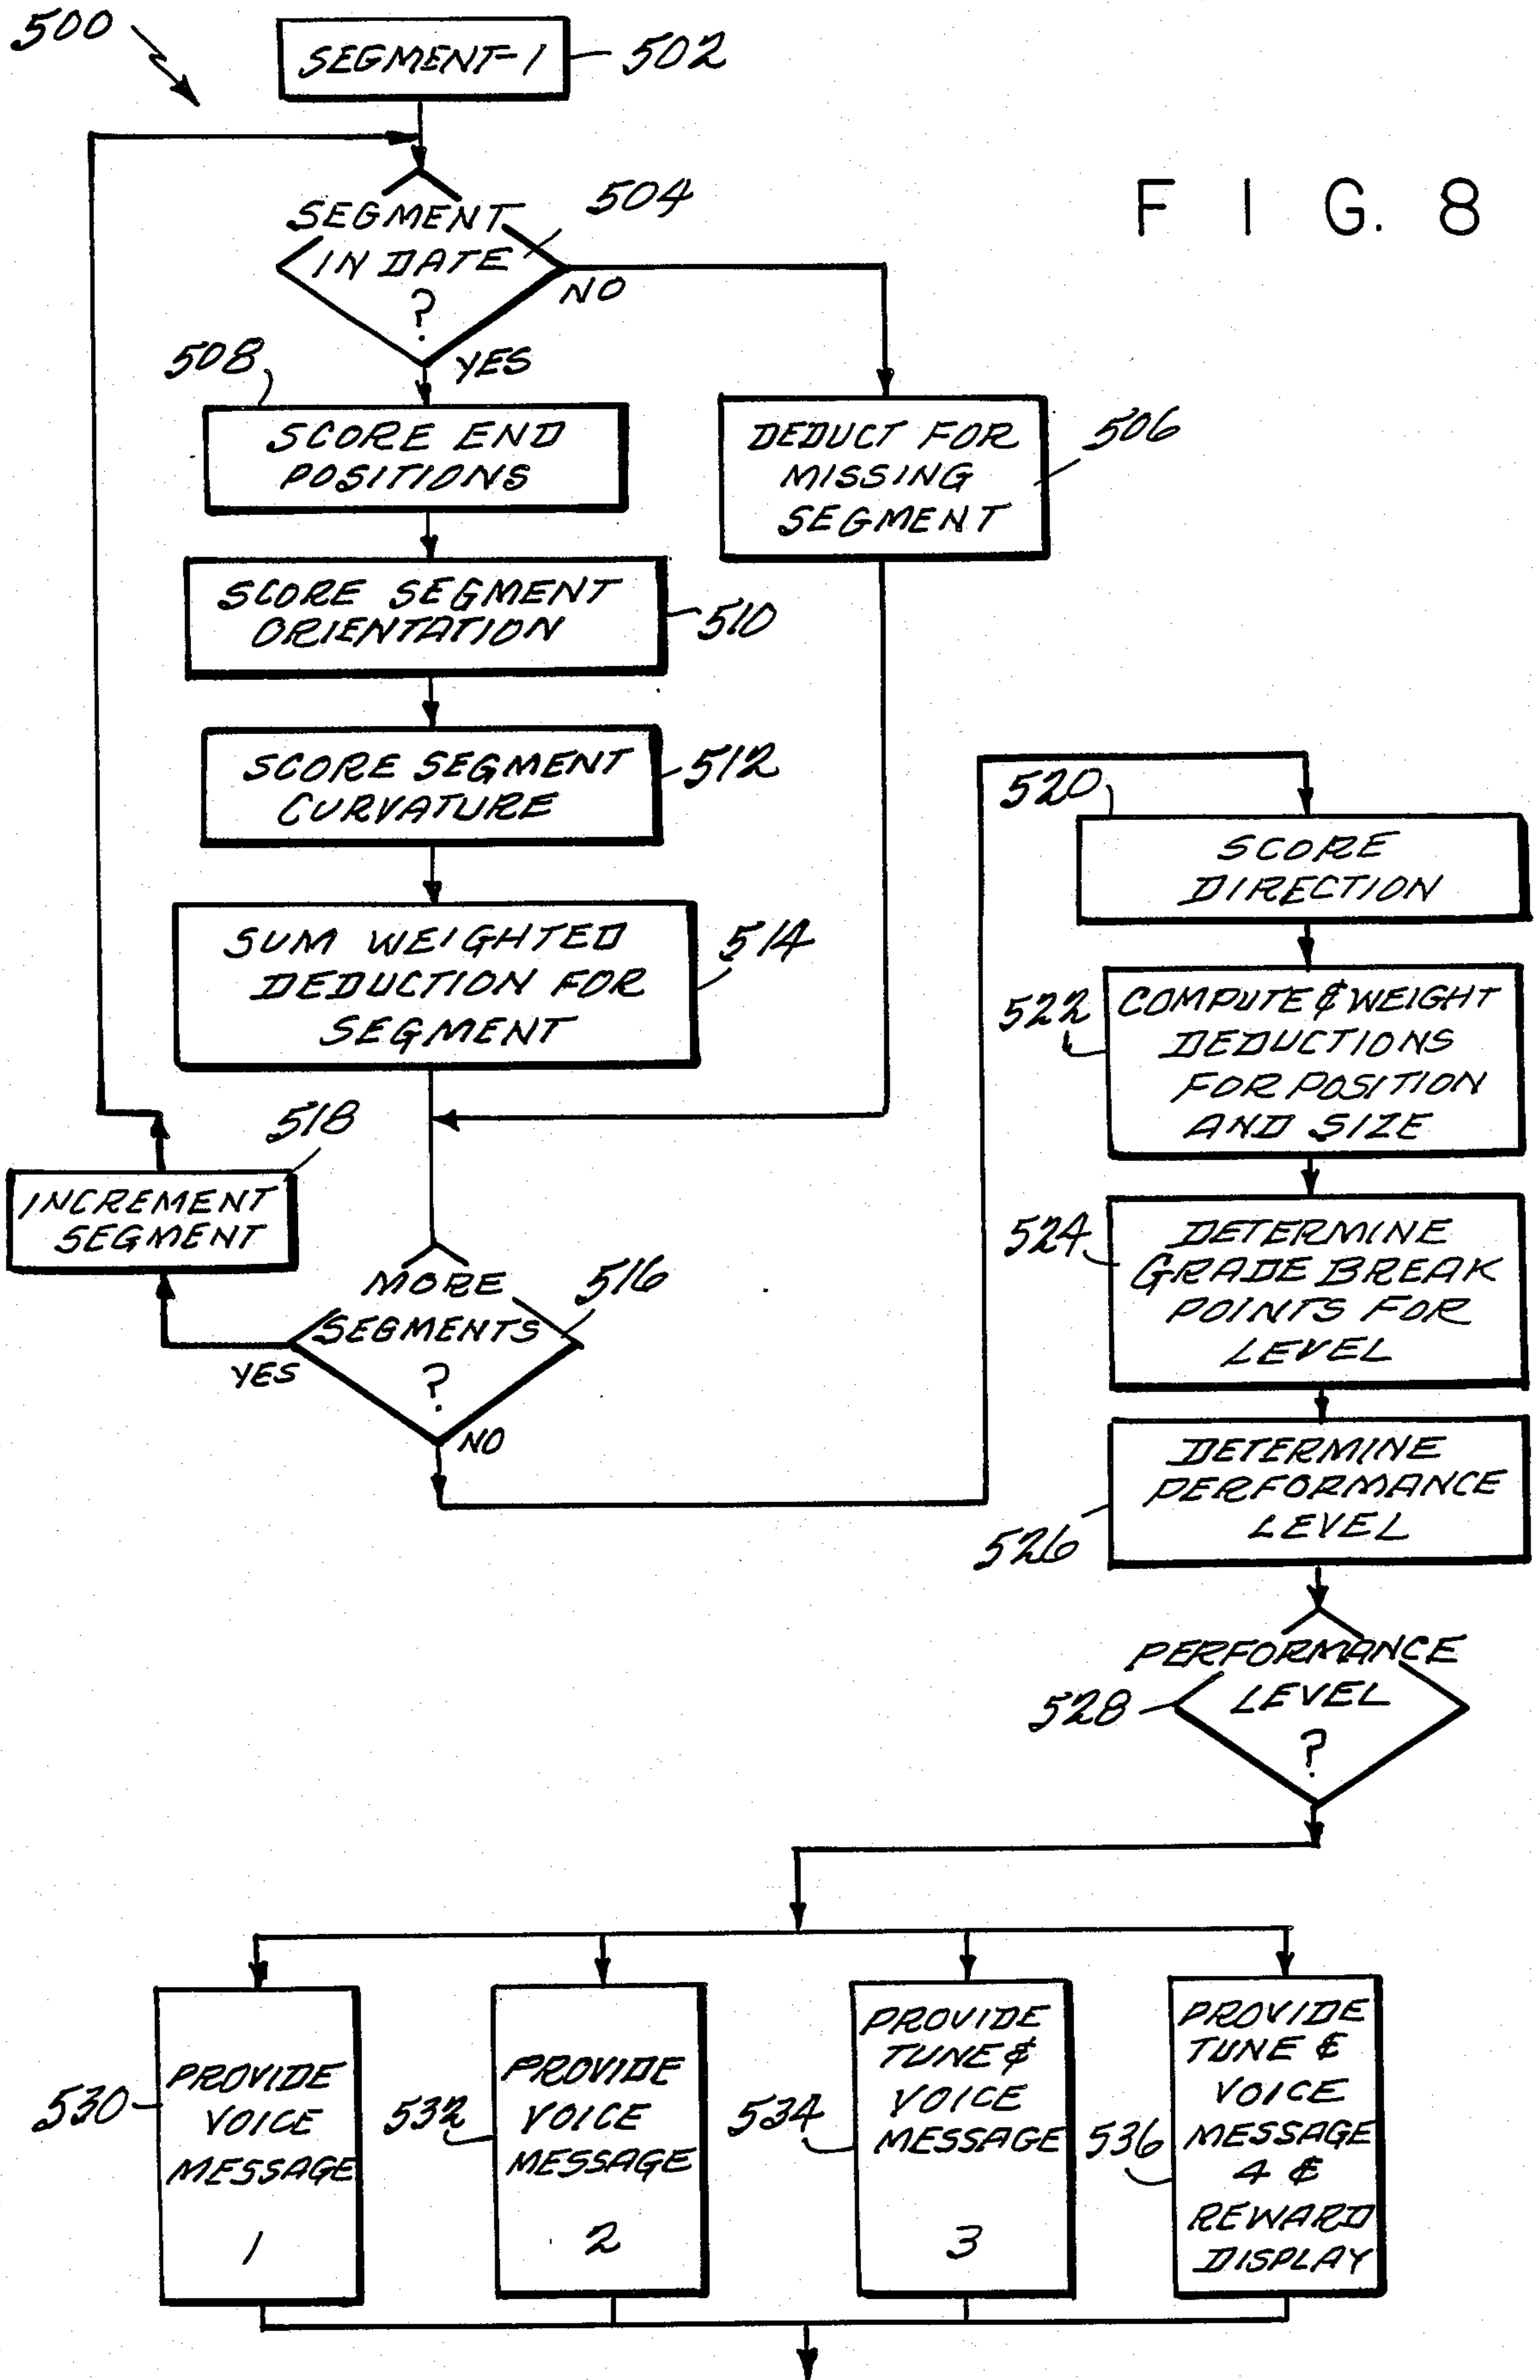 500
SEGMENT-1
502
FIG. 8
SEGMENT
IN DATE
?
504
NO
YES
508
SCORE END
POSITIONS
DEDUCT FOR
MISSING
SEGMENT
506
SCORE SEGMENT
ORIENTATION
510
SCORE SEGMENT
CURVATURE
512
SUM WEIGHTED
DEDUCTION FOR
SEGMENT
514
518
INCREMENT
SEGMENT
MORE
SEGMENTS
?
516
YES
NO
520
SCORE
DIRECTION
522
COMPUTE & WEIGHT
DEDUCTIONS
FOR POSITION
AND SIZE
524
DETERMINE
GRADE BREAK
POINTS FOR
LEVEL
526
DETERMINE
PERFORMANCE
LEVEL
PERFORMANCE
LEVEL
?
528
530
PROVIDE
VOICE
MESSAGE
1
532
PROVIDE
VOICE
MESSAGE
2
534
PROVIDE
TUNE &
VOICE
MESSAGE
3
536
PROVIDE
TUNE &
VOICE
MESSAGE
4 &
REWARD
DISPLAY